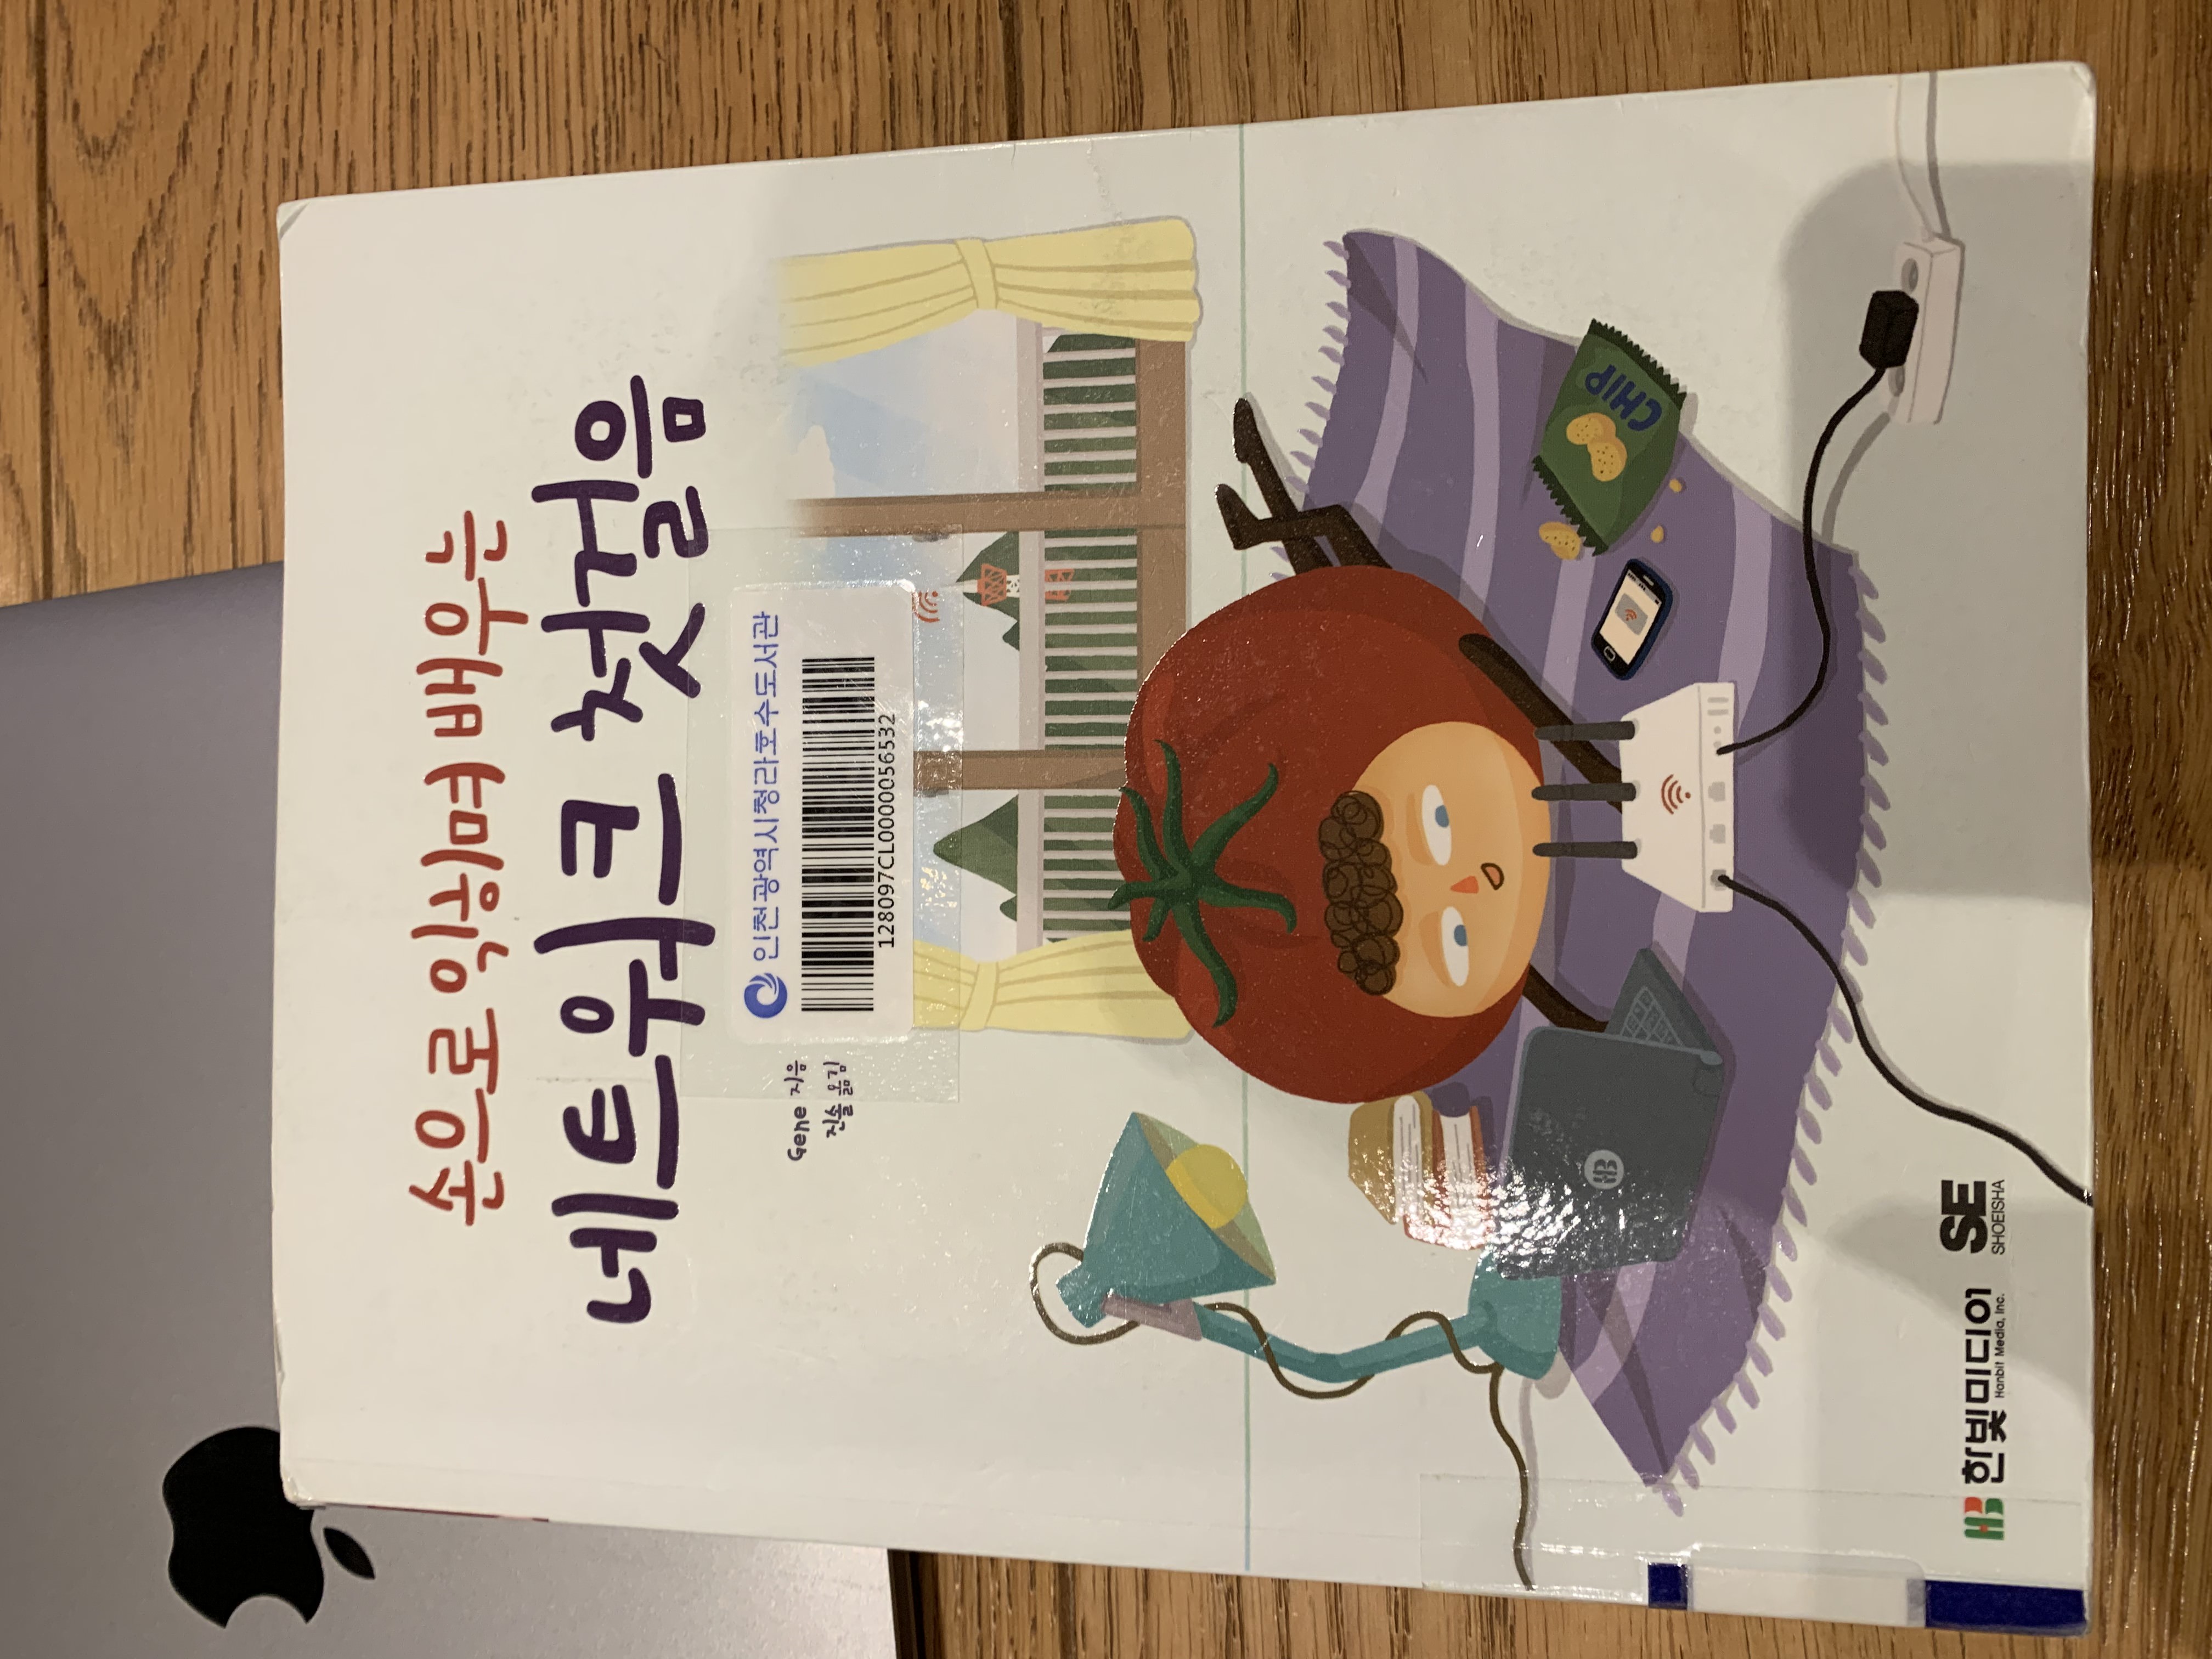 손으로 익히며 배우는
네트워크 첫걸음
인천광역시청라호수도서관
Gene 지음
진솔 옮김
128097CL0000056532
HB
CHIP
HB 한빛미디어
Hanbit Media, Inc.
SE
SHOEISHA